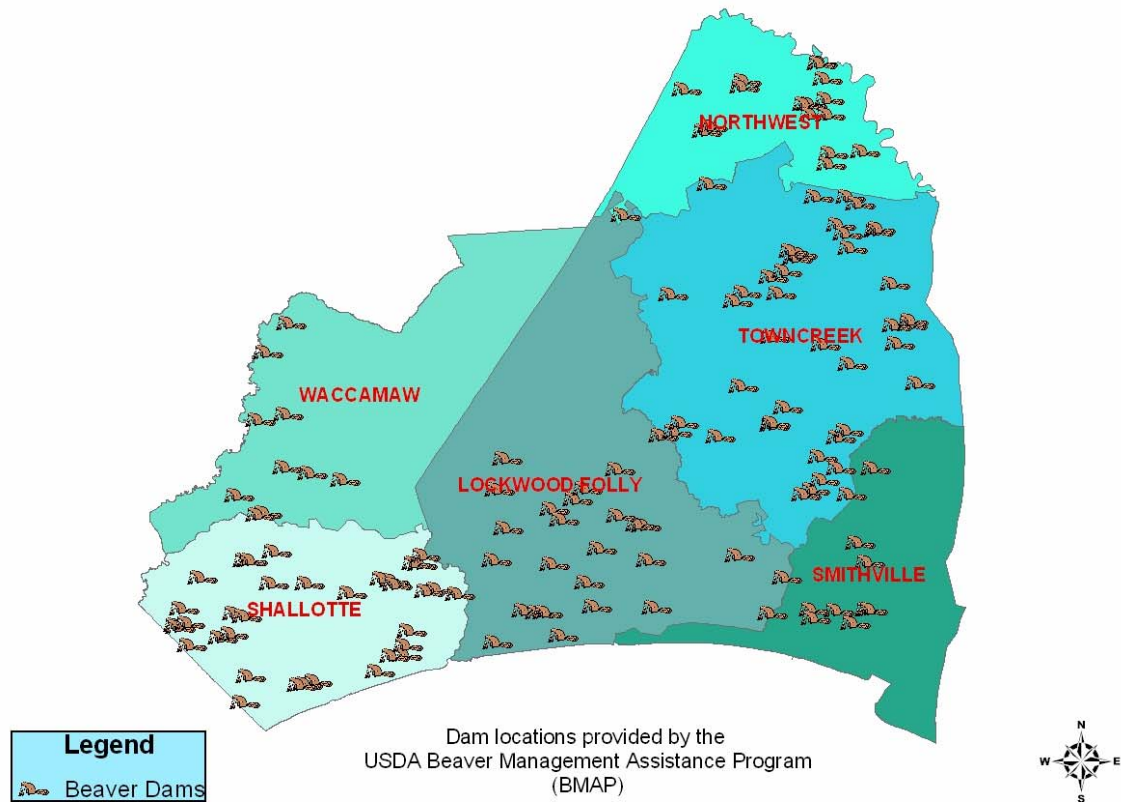 NORTHWEST
TOWNCREEK
WACCAMAW
LOCKWOOD FOLLY
SMITHVILLE
SHALLOTTE
Legend
Beaver Dams
Dam locations provided by the
USDA Beaver Management Assistance Program
(BMAP)
N
W E
S